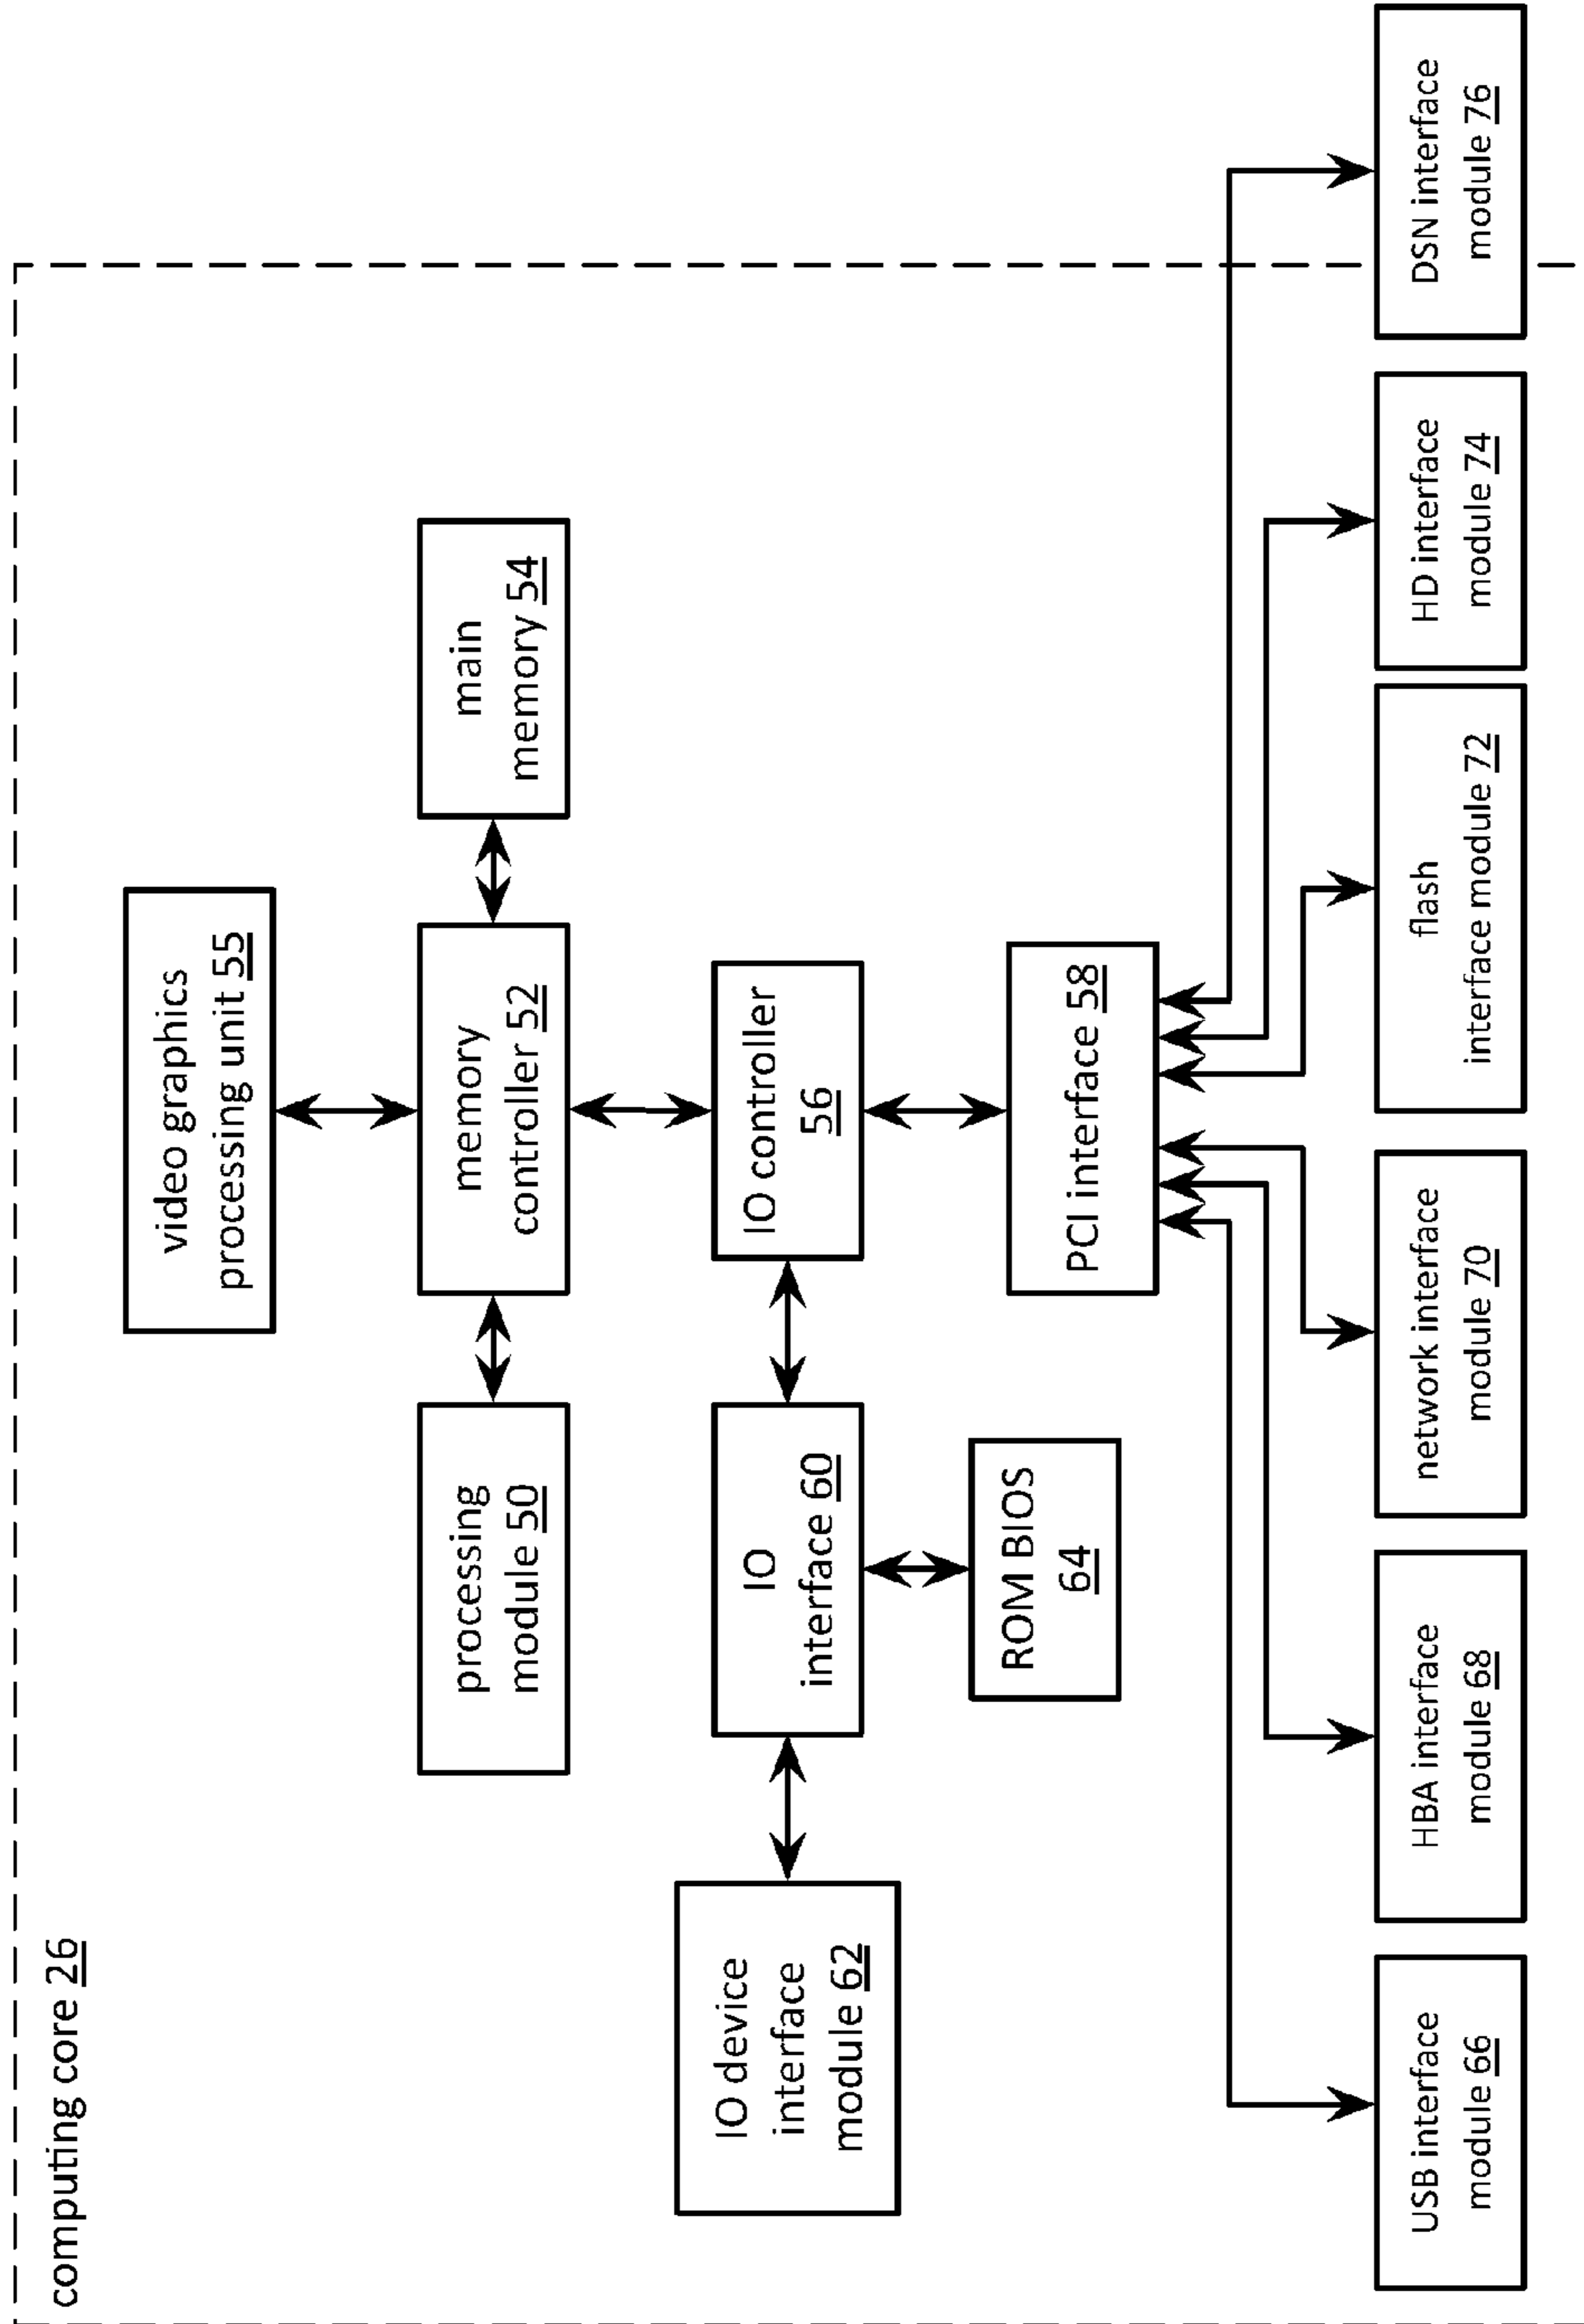 computing core 26
video graphics
processing unit 55
processing
module 50
memory
controller 52
main
memory 54
IO device
interface
module 62
IO
interface 60
IO controller
56
ROM BIOS
64
PCI interface 58
USB interface
module 66
HBA interface
module 68
network interface
module 70
flash
interface module 72
HD interface
module 74
DSN interface
module 76